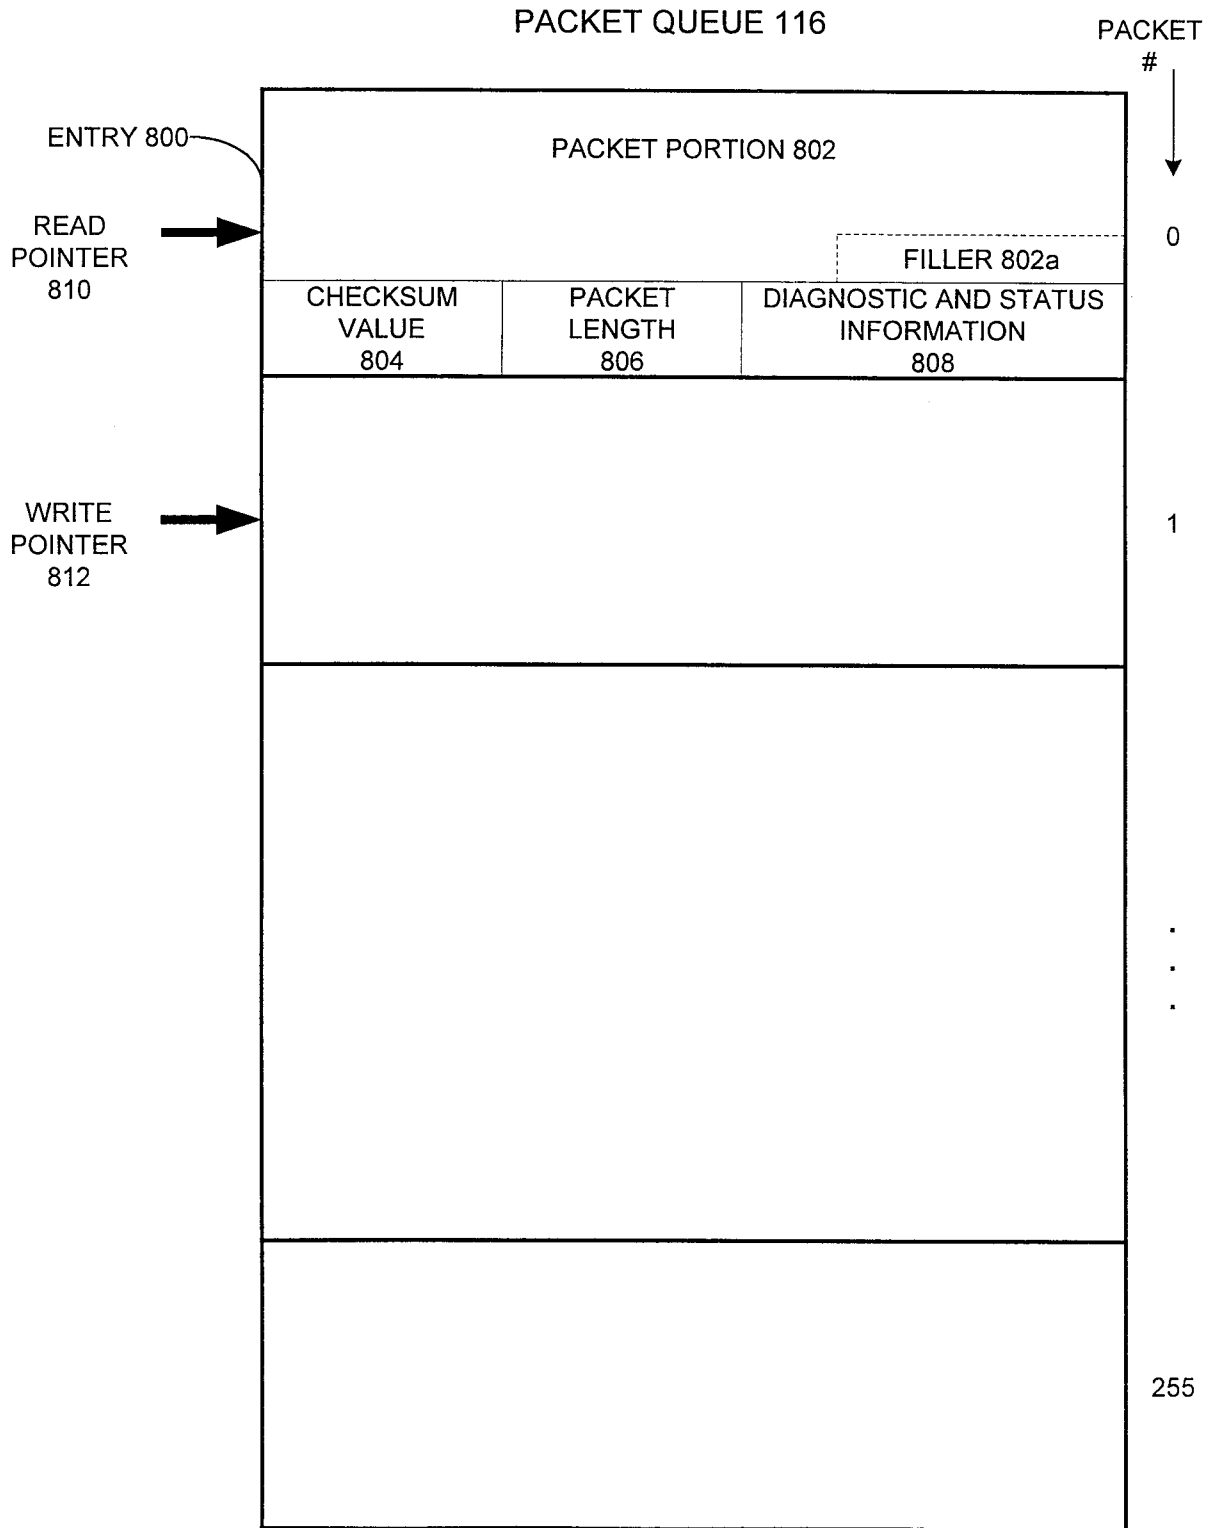 PACKET QUEUE 116
PACKET
#
ENTRY 800
PACKET PORTION 802
READ
POINTER
810
0
FILLER 802a
CHECKSUM
VALUE
804
PACKET
LENGTH
806
DIAGNOSTIC AND STATUS
INFORMATION
808
WRITE
POINTER
812
1
.
.
.
255